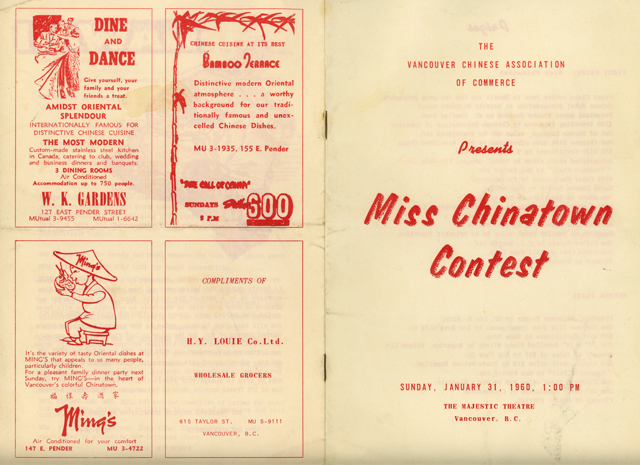 DINE
AND
DANCE
Give yourself, your
family and your
friends a treat.
AMIDST ORIENTAL
SPLENDOUR
INTERNATIONALLY FAMOUS FOR
DISTINCTIVE CHINESE CUISINE
THE MOST MODERN
Custom-made stainless steel kitchen
in Canada, catering to club, wedding
and business dinners and banquets.
3 DINING ROOMS
Air Conditioned
Accommodation up to 750 people.
W. K. GARDENS
127 EAST PENDER STREET
MUtual 3-9455 MUtual 1-6642
CHINESE CUISINE AT ITS BEST
Bamboo Terrace
Distinctive modern Oriental
atmosphere . . . a worthy
background for our tradi-
tionally famous and unex-
celled Chinese Dishes.
MU 3-1935, 155 E. Pender
SUNDAYS
600
Ming's
It's the variety of tasty Oriental dishes at
MING'S that appeals to so many people,
particularly children.
For a pleasant family dinner party next
Sunday, try MING'S—in the heart of
Vancouver's colorful Chinatown.
Ming's
Air Conditioned for your comfort
147 E. PENDER MU 3-4722
COMPLIMENTS OF
H.Y. LOUIE Co.Ltd.
WHOLESALE GROCERS
615 TAYLOR ST. MU 5-9111
VANCOUVER, B.C.
THE
VANCOUVER CHINESE ASSOCIATION
OF COMMERCE
Presents
Miss Chinatown
Contest
SUNDAY, JANUARY 31, 1960, 1:00 PM
THE MAJESTIC THEATRE
Vancouver, B.C.